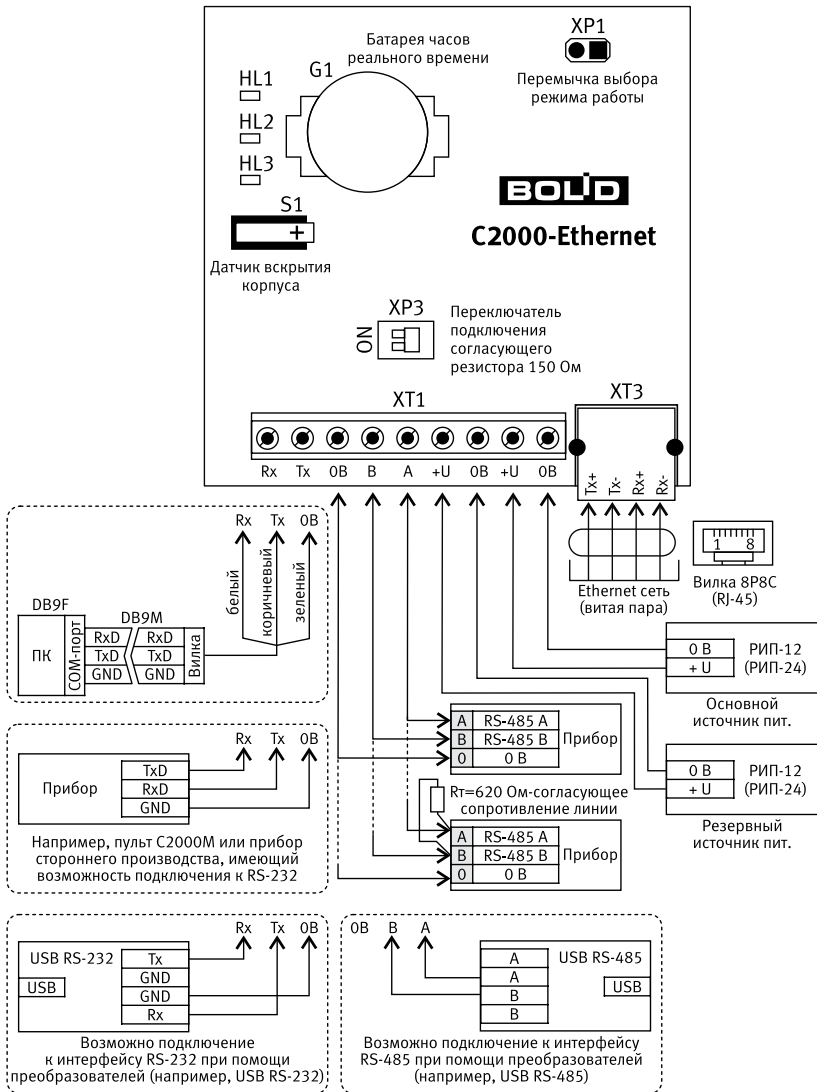 Батарея часов
реального времени
G1
HL1
HL2
HL3
XP1
Перемычка выбора
режима работы
BOLID
C2000-Ethernet
S1
+
Датчик вскрытия
корпуса
XP3
ON
Переключатель
подключения
согласующего
резистора 150 Ом
XT1
XT3
Rx Tx 0В B A +U 0В +U 0В
Tx+ Tx- Rx+ Rx-
Ethernet сеть
(витая пара)
1 8
Вилка 8P8C
(RJ-45)
Rx Tx 0В
белый
коричневый
зеленый
DB9F
DB9M
ПК
COM-порт
RxD RxD
TxD TxD
GND GND
Вилка
0 В
+ U
РИП-12
(РИП-24)
Основной
источник пит.
A RS-485 A
B RS-485 B
0 0 В
Прибор
0 В
+ U
РИП-12
(РИП-24)
Резервный
источник пит.
Rт=620 Ом-согласующее
сопротивление линии
A RS-485 A
B RS-485 B
0 0 В
Прибор
Rx Tx 0В
Прибор
TxD
RxD
GND
Например, пульт С2000М или прибор
стороннего производства, имеющий
возможность подключения к RS-232
Rx Tx 0В
USB RS-232
USB
Tx
GND
GND
Rx
Возможно подключение
к интерфейсу RS-232 при помощи
преобразователей (например, USB RS-232)
0В B A
A
A
B
B
USB RS-485
USB
Возможно подключение к интерфейсу
RS-485 при помощи преобразователей
(например, USB RS-485)